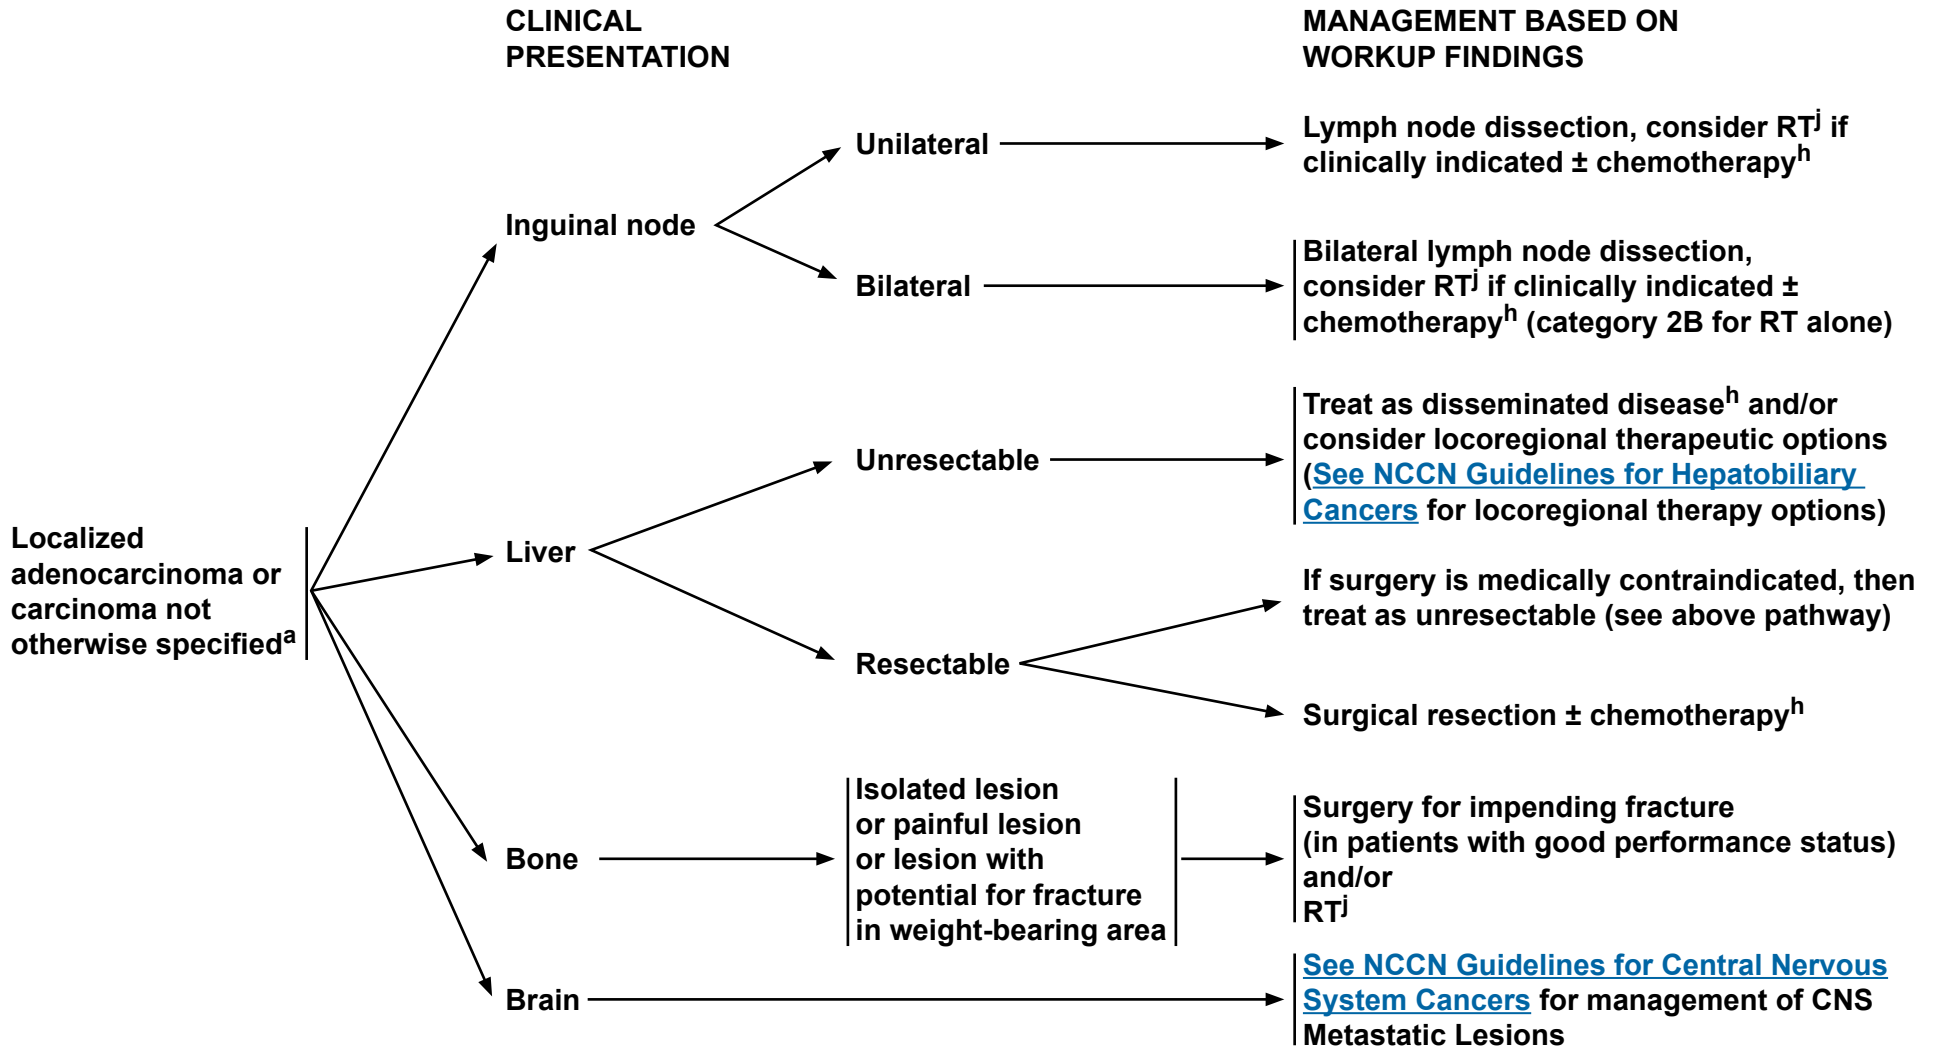 CLINICAL
PRESENTATION
MANAGEMENT BASED ON
WORKUP FINDINGS
Localized
adenocarcinoma or
carcinoma not
otherwise specifiedᵃ
Inguinal node
Unilateral
Lymph node dissection, consider RTʲ if
clinically indicated ± chemotherapyʰ
Bilateral
Bilateral lymph node dissection,
consider RTʲ if clinically indicated ±
chemotherapyʰ (category 2B for RT alone)
Liver
Unresectable
Treat as disseminated diseaseʰ and/or
consider locoregional therapeutic options
(See NCCN Guidelines for Hepatobiliary
Cancers for locoregional therapy options)
Resectable
If surgery is medically contraindicated, then
treat as unresectable (see above pathway)
Surgical resection ± chemotherapyʰ
Bone
Isolated lesion
or painful lesion
or lesion with
potential for fracture
in weight-bearing area
Surgery for impending fracture
(in patients with good performance status)
and/or
RTʲ
Brain
See NCCN Guidelines for Central Nervous
System Cancers for management of CNS
Metastatic Lesions